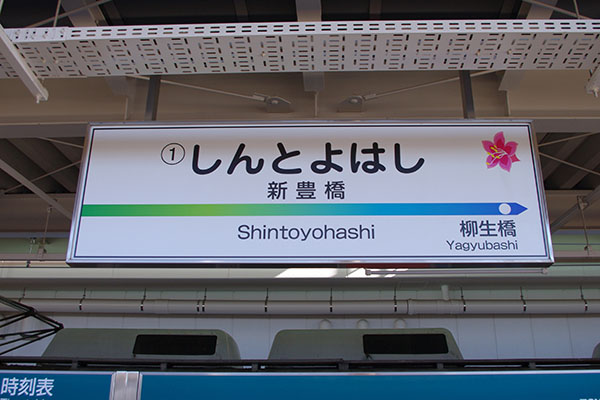 ①しんとよはし
新豊橋
Shintoyohashi
柳生橋
Yagyubashi
時刻表